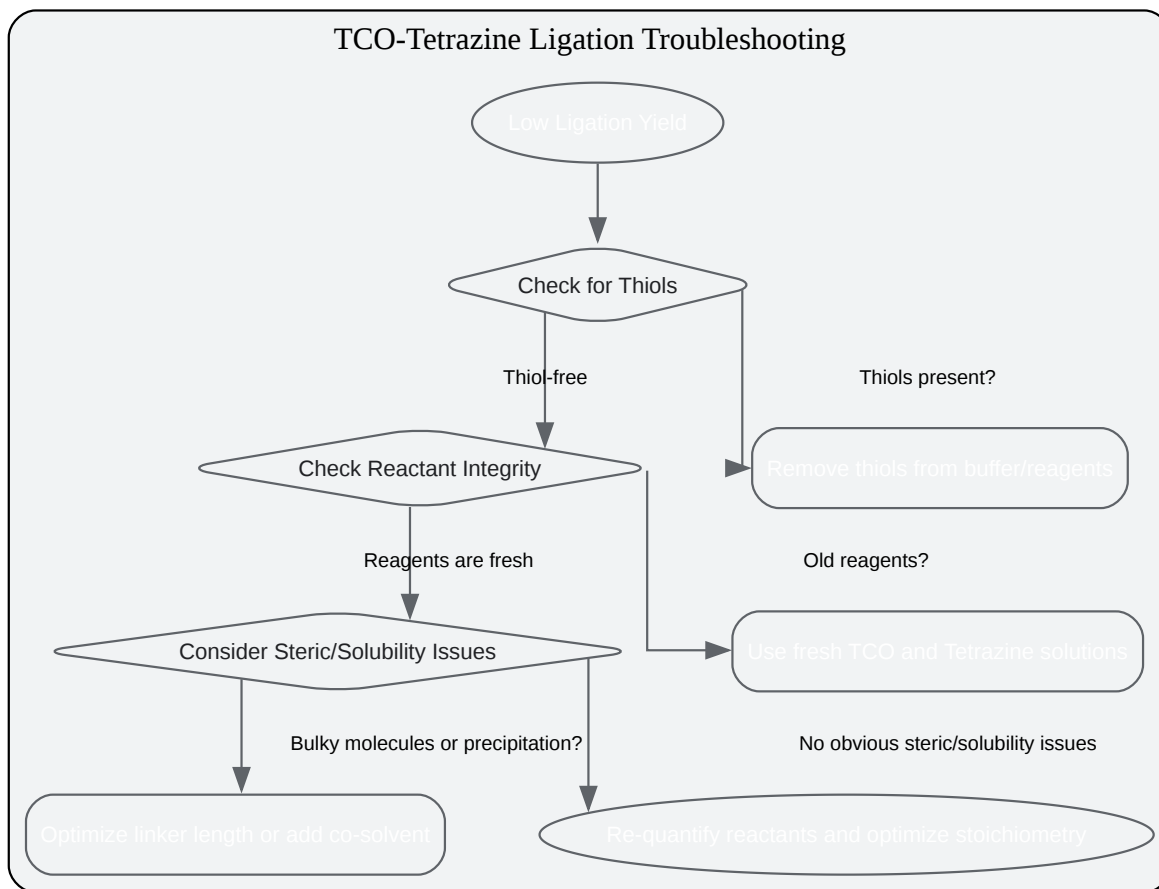 TCO-Tetrazine Ligation Troubleshooting
Low Ligation Yield
Check for Thiols
Thiol-free
Thiols present?
Check Reactant Integrity
Remove thiols from buffer/reagents
Reagents are fresh
Old reagents?
Consider Steric/Solubility Issues
Use fresh TCO and Tetrazine solutions
Bulky molecules or precipitation?
No obvious steric/solubility issues
Optimize linker length or add co-solvent
Re-quantify reactants and optimize stoichiometry